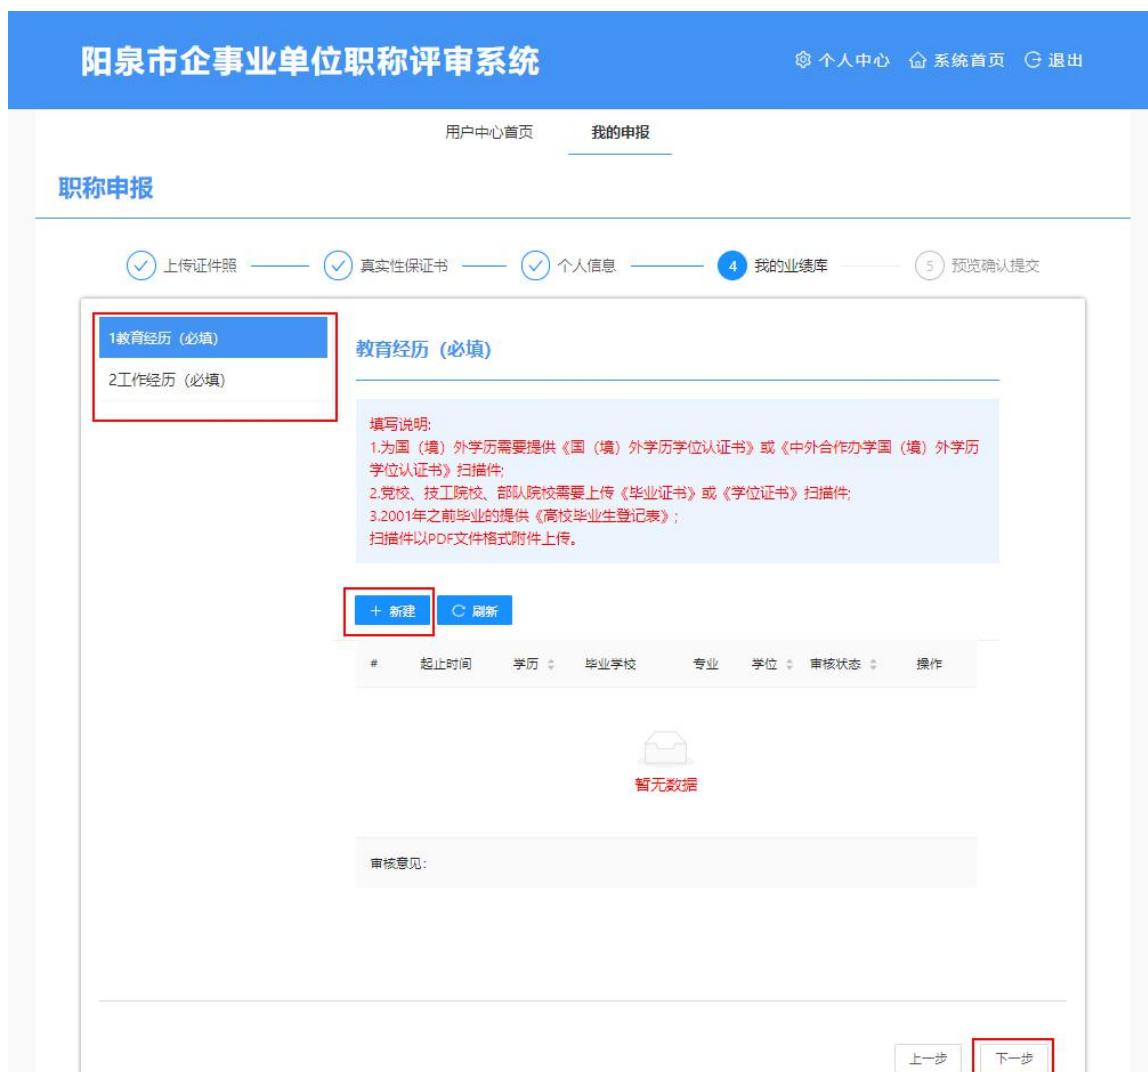 阳泉市企事业单位职称评审系统
个人中心 系统首页 退出
用户中心首页 我的申报
职称申报
上传证件照 真实性保证书 个人信息 4 我的业绩库 5 预览确认提交
1教育经历（必填）
2工作经历（必填）
教育经历（必填）
填写说明:
1.为国（境）外学历需要提供《国（境）外学历学位认证书》或《中外合作办学国（境）外学历
学位认证书》扫描件;
2.党校、技工院校、部队院校需要上传《毕业证书》或《学位证书》扫描件;
3.2001年之前毕业的提供《高校毕业生登记表》;
扫描件以PDF文件格式附件上传。
+ 新建 刷新
# 起止时间 学历 毕业学校 专业 学位 审核状态 操作
暂无数据
审核意见:
上一步 下一步